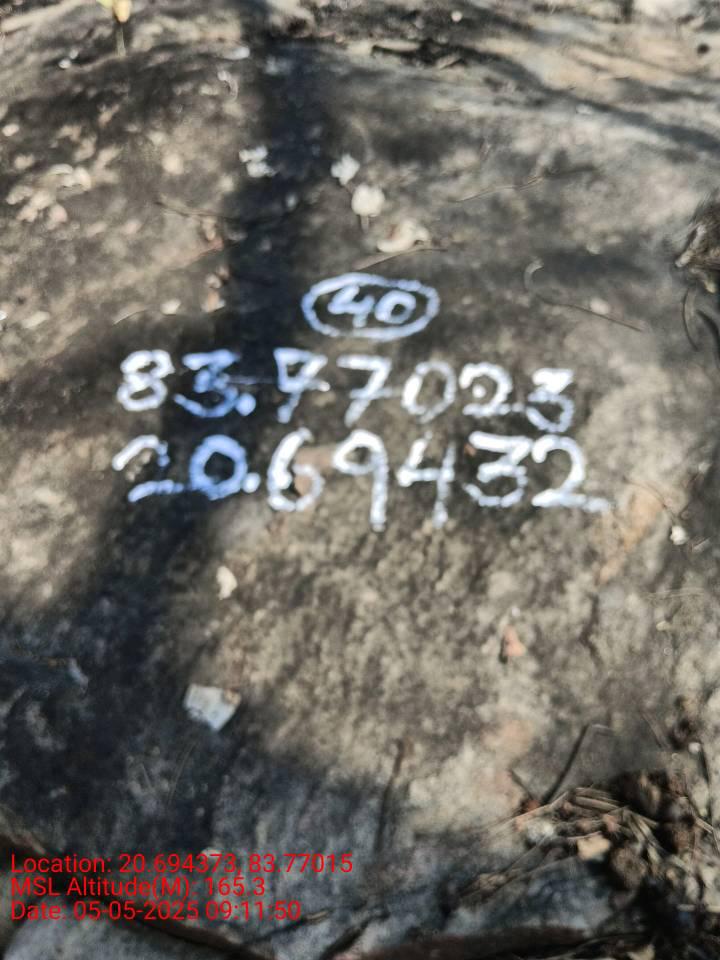 40
83.77023
20.69432
Location: 20.694373, 83.77015
MSL Altitude(M): 165.3
Date: 05-05-2025 09:11:50